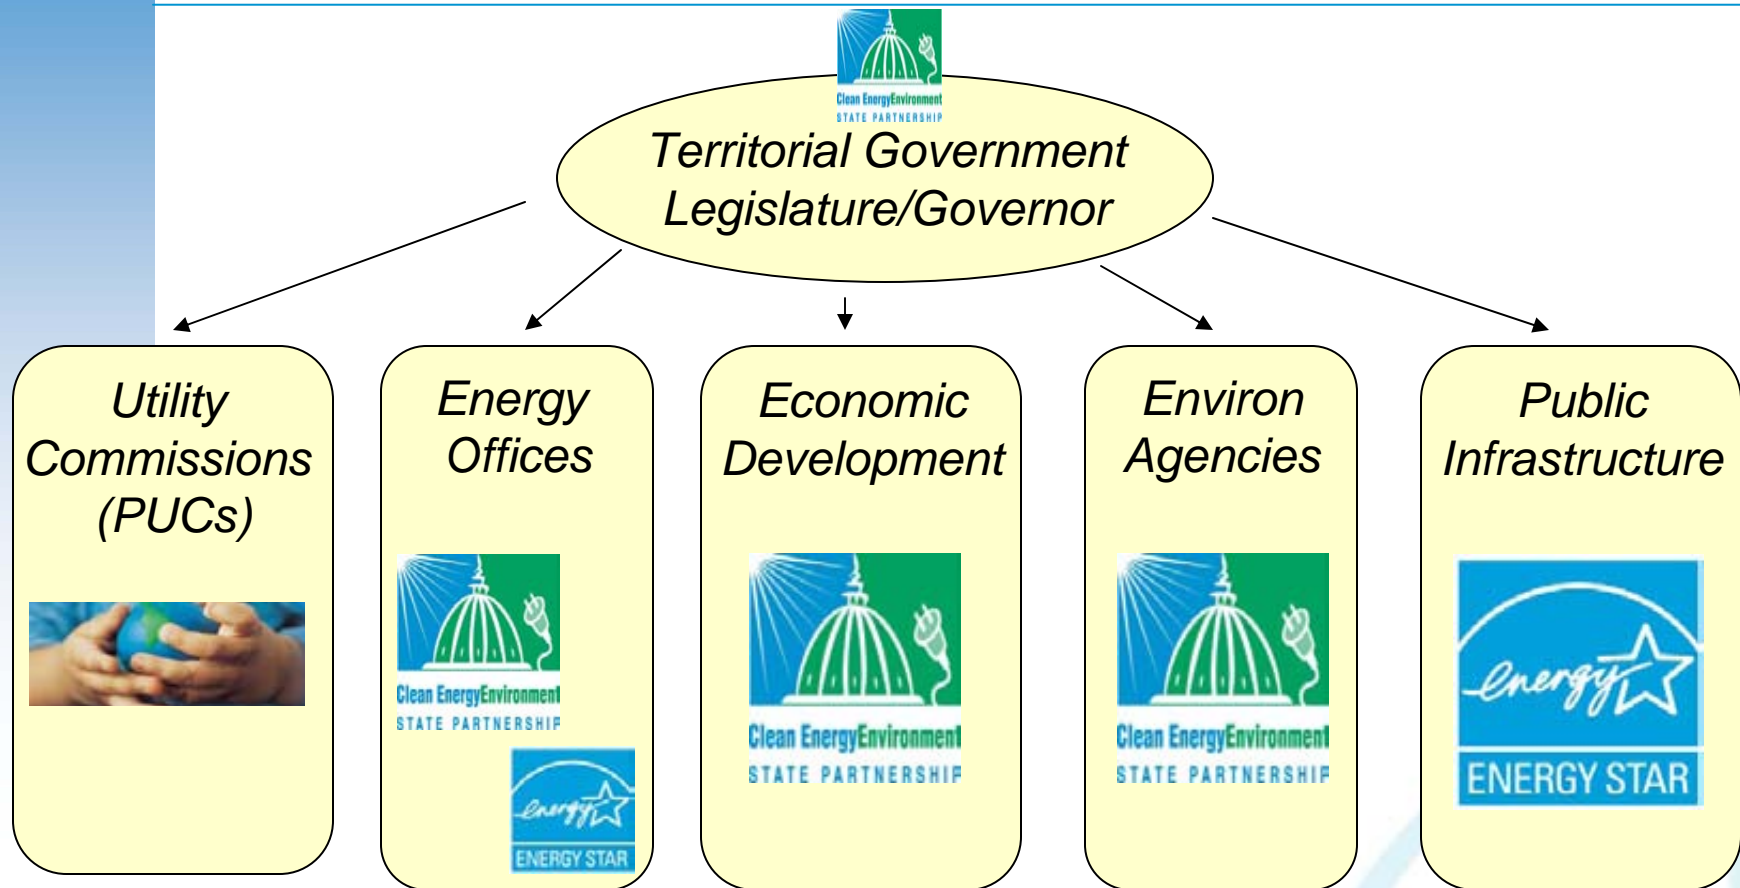 Clean EnergyEnvironment
STATE PARTNERSHIP
Territorial Government
Legislature/Governor
Utility
Commissions
(PUCs)
Energy
Offices
Clean EnergyEnvironment
STATE PARTNERSHIP
energy
ENERGY STAR
Economic
Development
Clean EnergyEnvironment
STATE PARTNERSHIP
Environ
Agencies
Clean EnergyEnvironment
STATE PARTNERSHIP
Public
Infrastructure
energy
ENERGY STAR